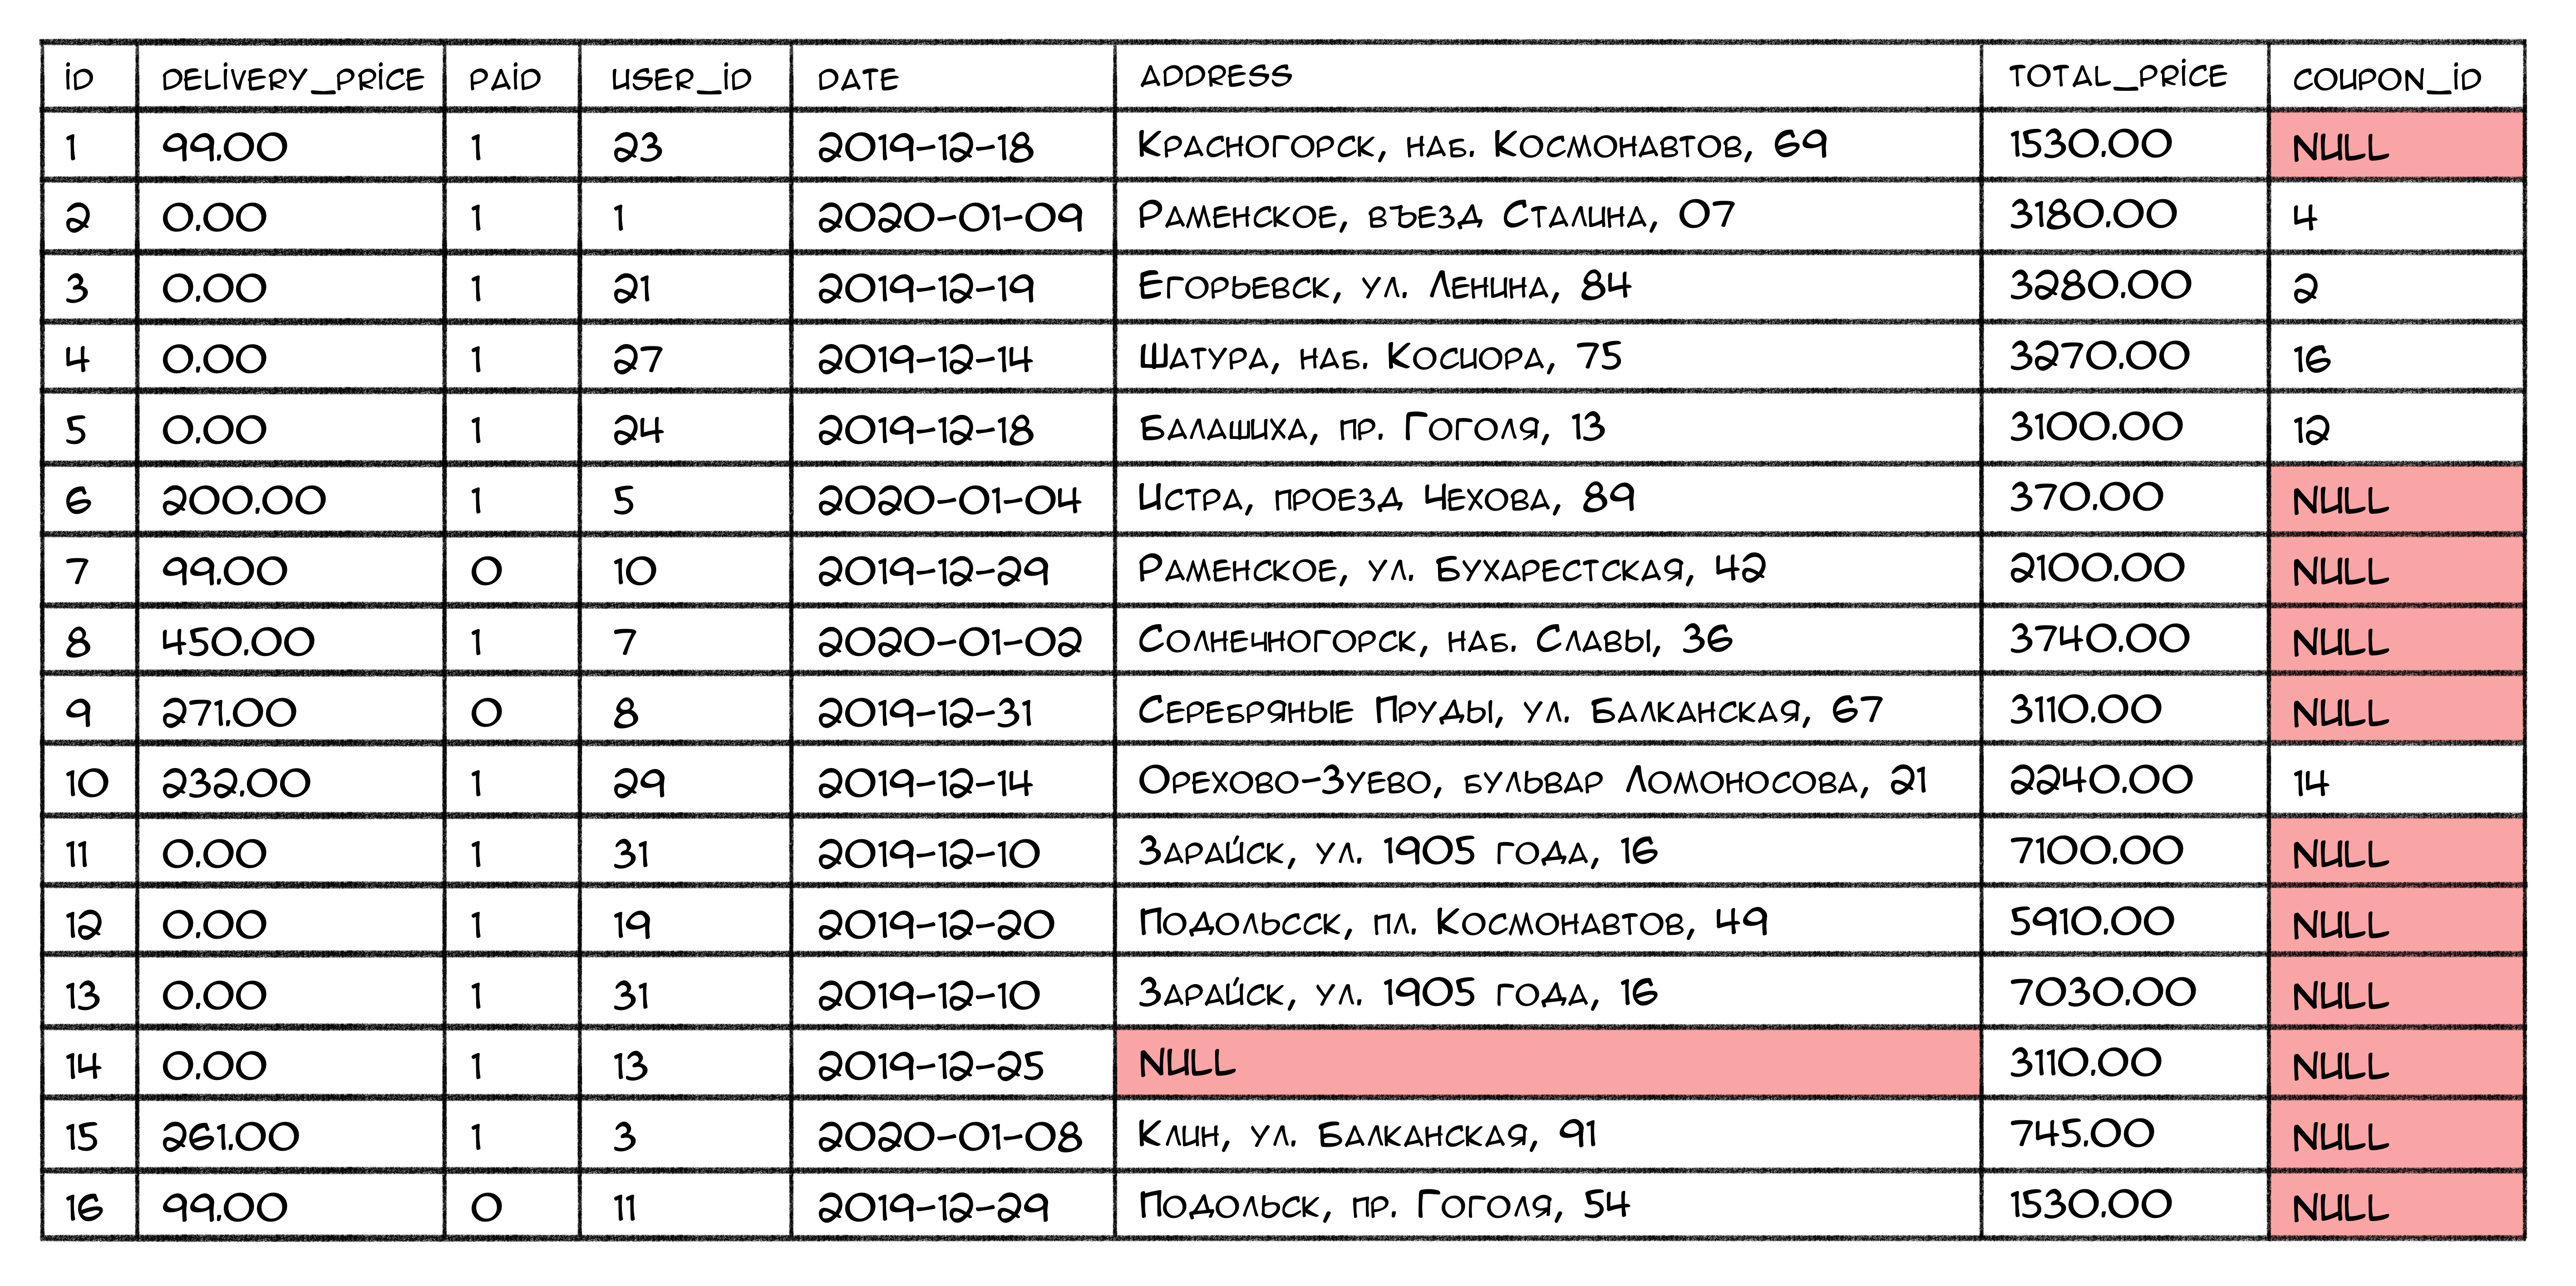 ID DELIVERY_PRICE PAID USER_ID DATE ADDRESS TOTAL_PRICE COUPON_ID
1 99.00 1 23 2019-12-18 Красногорск, наб. Космонавтов, 69 1530.00 NULL
2 0.00 1 1 2020-01-09 Раменское, въезд Сталина, 07 3180.00 4
3 0.00 1 21 2019-12-19 Егорьевск, ул. Ленина, 84 3280.00 2
4 0.00 1 27 2019-12-14 Шатура, наб. Косиора, 75 3270.00 16
5 0.00 1 24 2019-12-18 Балашиха, пр. Гоголя, 13 3100.00 12
6 200.00 1 5 2020-01-04 Истра, проезд Чехова, 89 370.00 NULL
7 99.00 0 10 2019-12-29 Раменское, ул. Бухарестская, 42 2100.00 NULL
8 450.00 1 7 2020-01-02 Солнечногорск, наб. Славы, 36 3740.00 NULL
9 271.00 0 8 2019-12-31 Серебряные Пруды, ул. Балканская, 67 3110.00 NULL
10 232.00 1 29 2019-12-14 Орехово-Зуево, бульвар Ломоносова, 21 2240.00 14
11 0.00 1 31 2019-12-10 Зарайск, ул. 1905 года, 16 7100.00 NULL
12 0.00 1 19 2019-12-20 Подольсск, пл. Космонавтов, 49 5910.00 NULL
13 0.00 1 31 2019-12-10 Зарайск, ул. 1905 года, 16 7030.00 NULL
14 0.00 1 13 2019-12-25 NULL 3110.00 NULL
15 261.00 1 3 2020-01-08 Клин, ул. Балканская, 91 745.00 NULL
16 99.00 0 11 2019-12-29 Подольск, пр. Гоголя, 54 1530.00 NULL